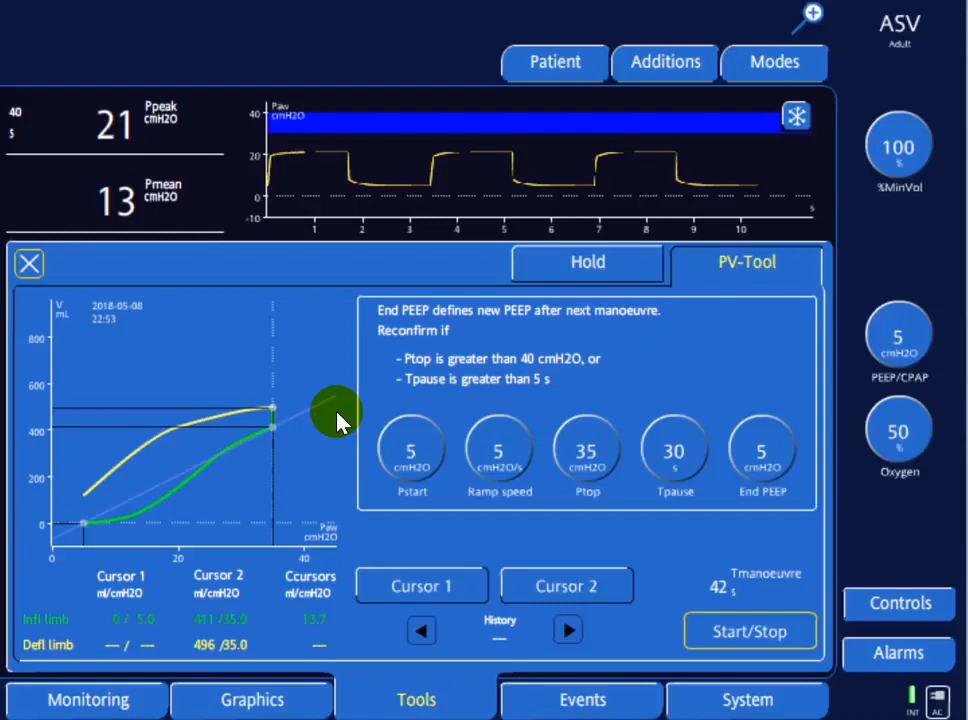 ASV
Adult
Patient
Additions
Modes
40
s
21
Ppeak
cmH2O
13
Pmean
cmH2O
Paw
cmH2O
40
20
0
-10
1 2 3 4 5 6 7 8 9 10
s
100
%
%MinVol
Hold
PV-Tool
V
mL
2018-05-08
22:53
800
600
400
200
0
0 20 40
Paw
cmH2O
End PEEP defines new PEEP after next manoeuvre.
Reconfirm if
- Ptop is greater than 40 cmH2O, or
- Tpause is greater than 5 s
5
cmH2O
Pstart
5
cmH2O/s
Ramp speed
35
cmH2O
Ptop
30
s
Tpause
5
cmH2O
End PEEP
5
cmH2O
PEEP/CPAP
50
%
Oxygen
Cursor 1 Cursor 2 Ccursors
ml/cmH2O ml/cmH2O ml/cmH2O
Infl limb 0 / 5.0 411 /35.0 13.7
Defl limb --- / --- 496 /35.0 ---
Cursor 1
Cursor 2
History
---
42 s
Tmanoeuvre
Start/Stop
Controls
Alarms
Monitoring
Graphics
Tools
Events
System
INT
AC